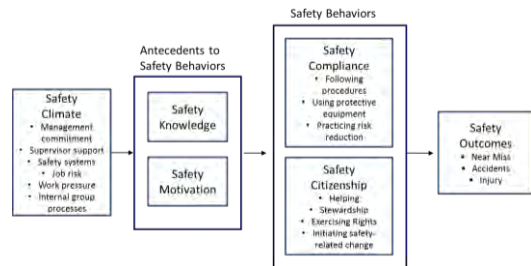 Safety
Climate
• Management
commitment
• Supervisor support
• Safety systems
• Job risk
• Work pressure
• Internal group
processes
Antecedents to
Safety Behaviors
Safety
Knowledge
Safety
Motivation
Safety Behaviors
Safety
Compliance
• Following
procedures
• Using protective
equipment
• Practicing risk
reduction
Safety
Citizenship
• Helping
• Stewardship
• Exercising Rights
• Initiating safety-
related change
Safety
Outcomes
• Near Miss
• Accidents
• Injury